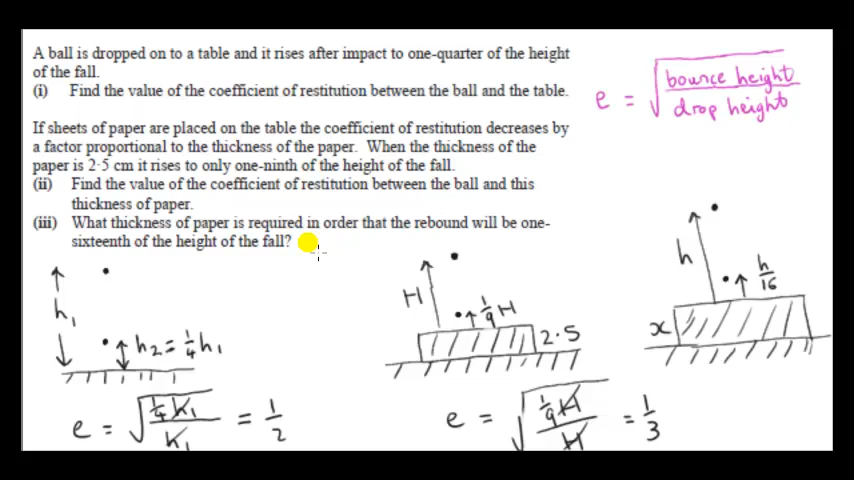 A ball is dropped on to a table and it rises after impact to one-quarter of the height
of the fall.
(i) Find the value of the coefficient of restitution between the ball and the table.
If sheets of paper are placed on the table the coefficient of restitution decreases by
a factor proportional to the thickness of the paper. When the thickness of the
paper is 2·5 cm it rises to only one-ninth of the height of the fall.
(ii) Find the value of the coefficient of restitution between the ball and this
thickness of paper.
(iii) What thickness of paper is required in order that the rebound will be one-
sixteenth of the height of the fall?
e = √(bounce height / drop height)
h₁
h₂ = ¼h₁
e = √(¼h₁ / h₁) = 1/2
H
1/9 H
2.5
e = √(1/9 H / H) = 1/3
h
h/16
x